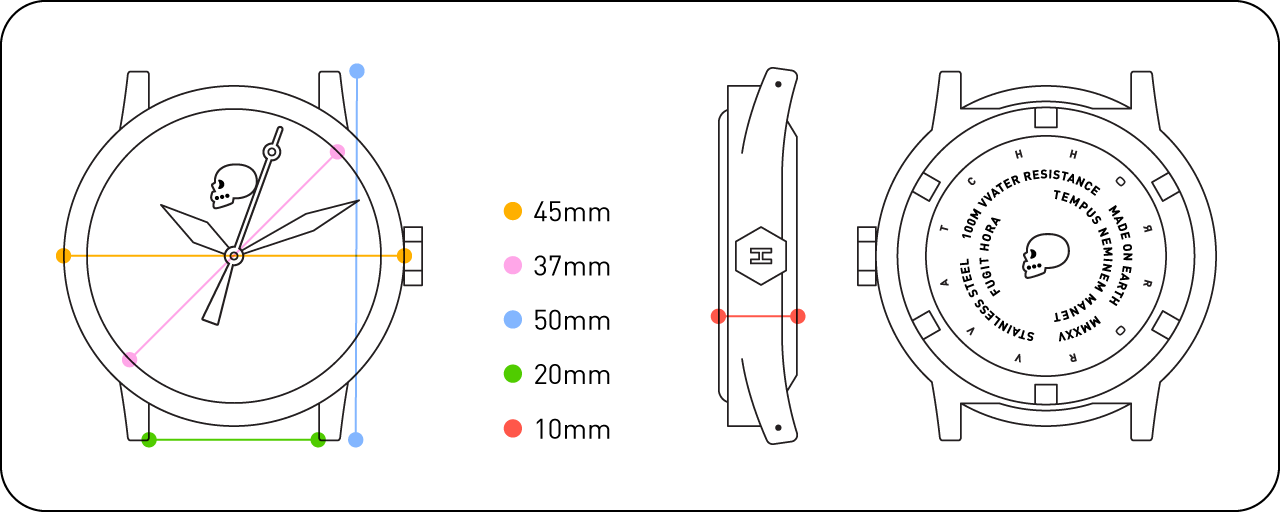 45mm
37mm
50mm
20mm
10mm
H
H O Я R O R V V A T C H
100M VVATER RESISTANCE
MADE ON EARTH
MMXXV
STAINLESS STEEL
TEMPUS NEMINEM MANET
FUGIT HORA